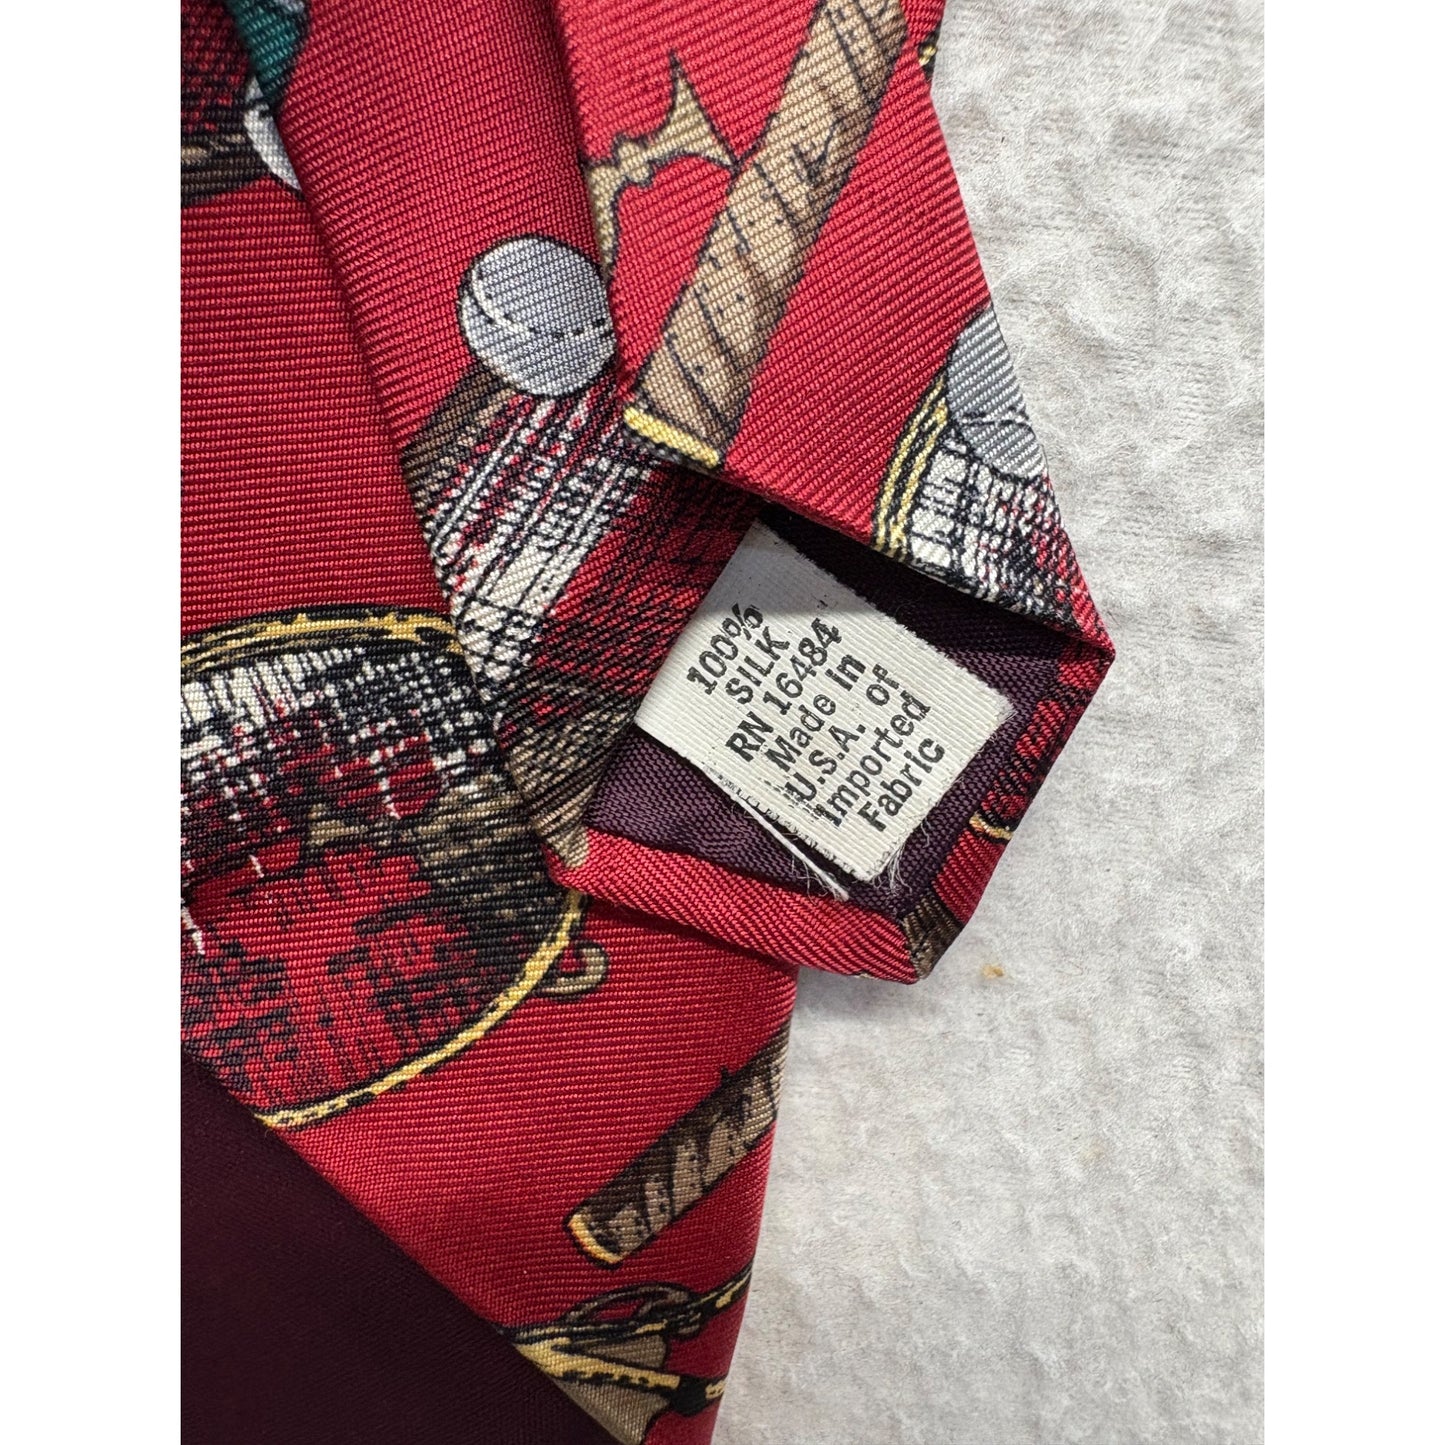 100%
SILK
RN 16484
Made in
U.S.A. of
Imported
Fabric